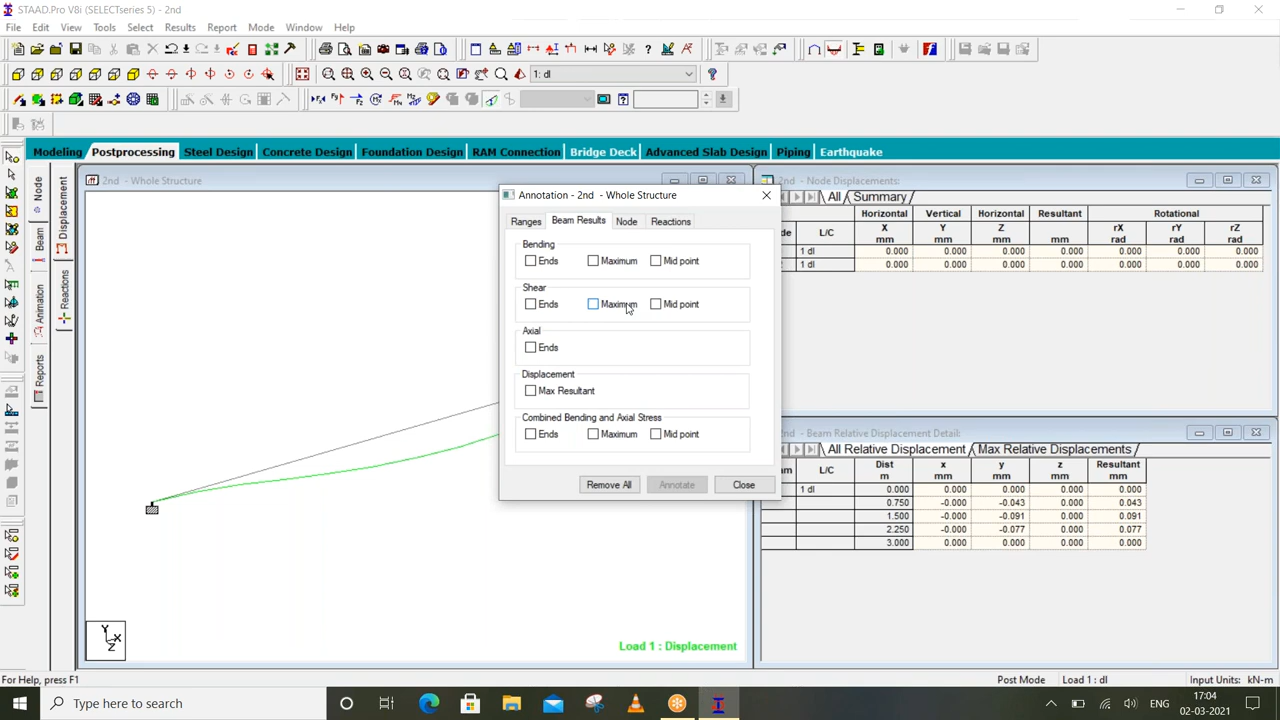 STAAD.Pro V8i (SELECTseries 5) - 2nd
File Edit View Tools Select Results Report Mode Window Help
1: dl
Modeling Postprocessing Steel Design Concrete Design Foundation Design RAM Connection Bridge Deck Advanced Slab Design Piping Earthquake
Node
Beam
Animation
Reports
Displacement
Reactions
2nd - Whole Structure
Load 1 : Displacement
Y
X
Z
Annotation - 2nd - Whole Structure
Ranges Beam Results Node Reactions
Bending
Ends Maximum Mid point
Shear
Ends Maximum Mid point
Axial
Ends
Displacement
Max Resultant
Combined Bending and Axial Stress
Ends Maximum Mid point
Remove All Annotate Close
2nd - Node Displacements:
All Summary
Horizontal Vertical Horizontal Resultant Rotational
de L/C X mm Y mm Z mm mm rX rad rY rad rZ rad
1 dl 0.000 0.000 0.000 0.000 0.000 0.000 0.000
1 dl 0.000 0.000 0.000 0.000 0.000 0.000 0.000
2nd - Beam Relative Displacement Detail:
All Relative Displacement Max Relative Displacements
am L/C Dist m x mm y mm z mm Resultant mm
1 dl 0.000 0.000 0.000 0.000 0.000
0.750 -0.000 -0.043 0.000 0.043
1.500 -0.000 -0.091 0.000 0.091
2.250 -0.000 -0.077 0.000 0.077
3.000 0.000 0.000 0.000 0.000
For Help, press F1 Post Mode Load 1 : dl Input Units: kN-m
Type here to search
ENG
17:04
02-03-2021